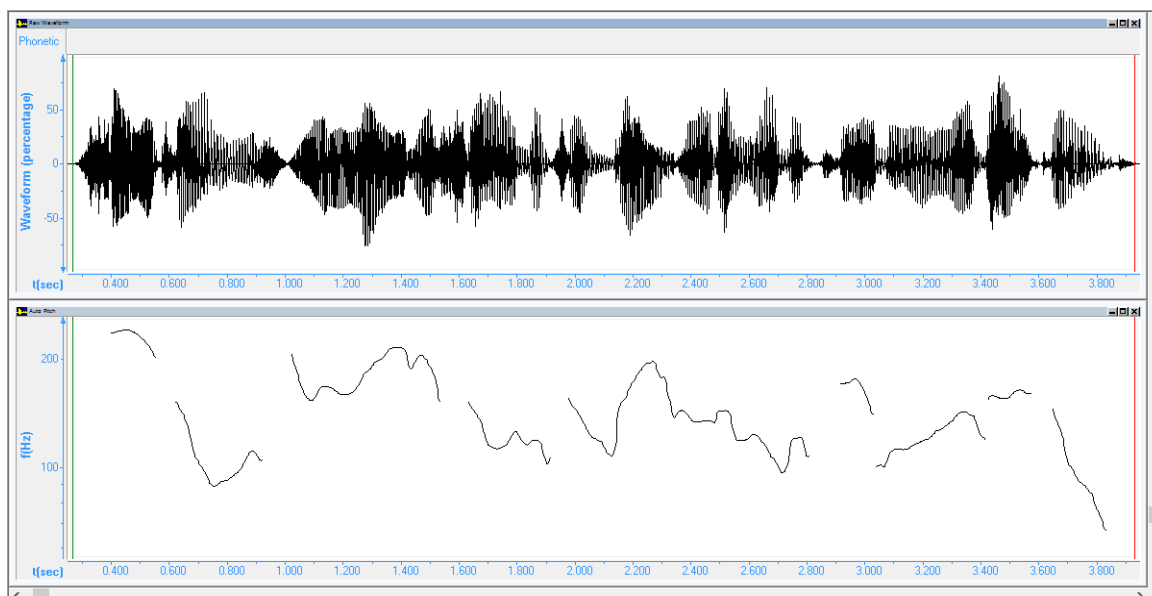 Raw Waveform
Phonetic
Waveform (percentage)
50
0
-50
t(sec) 0.400 0.600 0.800 1.000 1.200 1.400 1.600 1.800 2.000 2.200 2.400 2.600 2.800 3.000 3.200 3.400 3.600 3.800
Auto Pitch
f(Hz)
200
100
t(sec) 0.400 0.600 0.800 1.000 1.200 1.400 1.600 1.800 2.000 2.200 2.400 2.600 2.800 3.000 3.200 3.400 3.600 3.800